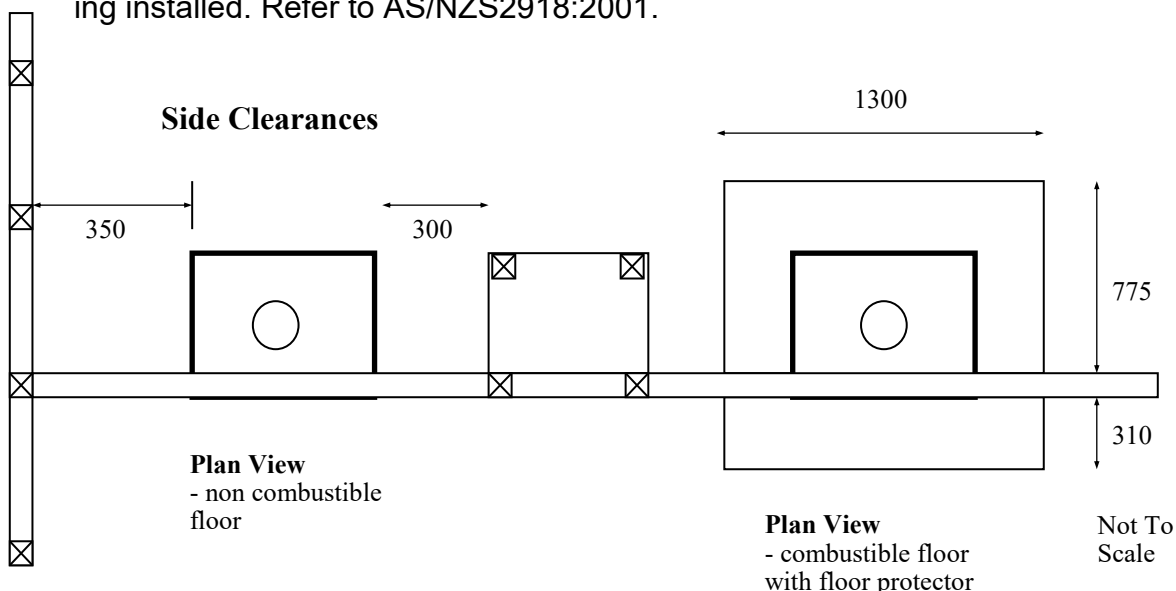 ing installed. Refer to AS/NZS2918:2001.
Side Clearances
1300
350
300
775
310
Plan View
- non combustible
floor
Plan View
- combustible floor
with floor protector
Not To
Scale